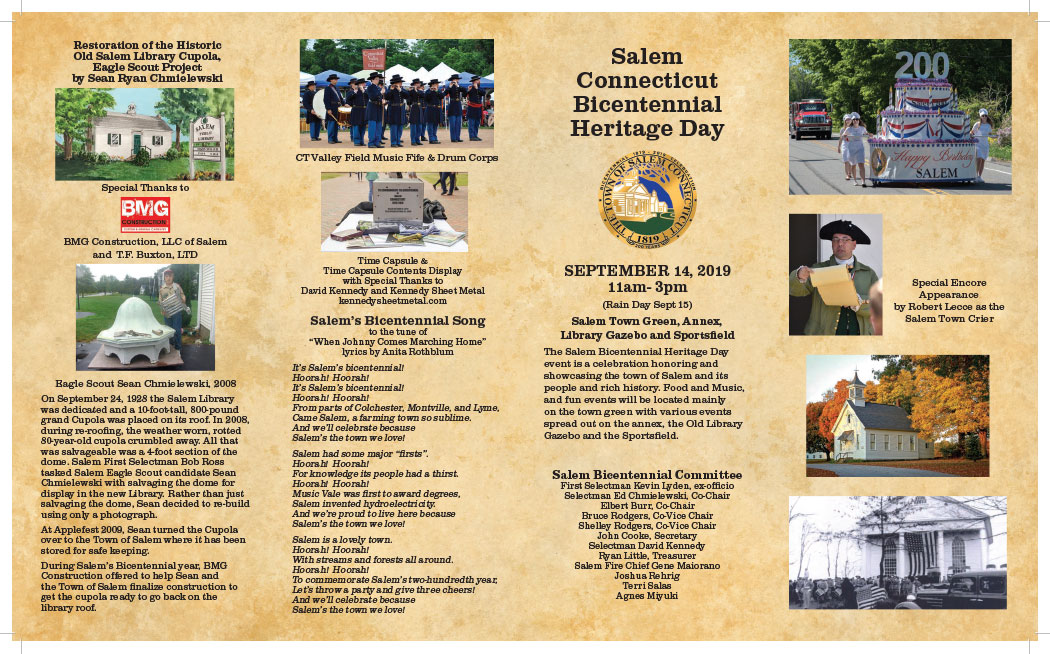 Restoration of the Historic
Old Salem Library Cupola,
Eagle Scout Project
by Sean Ryan Chmielewski
SALEM
FREE
PUBLIC
LIBRARY
Special Thanks to
BMG
CONSTRUCTION
BMG Construction, LLC of Salem
and T.F. Buxton, LTD
Eagle Scout Sean Chmielewski, 2008
On September 24, 1928 the Salem Library
was dedicated and a 10-foot-tall, 800-pound
grand Cupola was placed on its roof. In 2008,
during re-roofing, the weather worn, rotted
80-year-old cupola crumbled away. All that
was salvageable was a 4-foot section of the
dome. Salem First Selectman Bob Ross
tasked Salem Eagle Scout candidate Sean
Chmielewski with salvaging the dome for
display in the new Library. Rather than just
salvaging the dome, Sean decided to re-build
using only a photograph.
At Applefest 2009, Sean turned the Cupola
over to the Town of Salem where it has been
stored for safe keeping.
During Salem's Bicentennial year, BMG
Construction offered to help Sean and
the Town of Salem finalize construction to
get the cupola ready to go back on the
library roof.
CT Valley Field Music Fife & Drum Corps
Time Capsule &
Time Capsule Contents Display
with Special Thanks to
David Kennedy and Kennedy Sheet Metal
kennedysheetmetal.com
Salem's Bicentennial Song
to the tune of
"When Johnny Comes Marching Home"
lyrics by Anita Rothblum
It's Salem's bicentennial!
Hoorah! Hoorah!
It's Salem's bicentennial!
Hoorah! Hoorah!
From parts of Colchester, Montville, and Lyme,
Came Salem, a farming town so sublime.
And we'll celebrate because
Salem's the town we love!
Salem had some major "firsts".
Hoorah! Hoorah!
For knowledge its people had a thirst.
Hoorah! Hoorah!
Music Vale was first to award degrees,
Salem invented hydroelectricity.
And we're proud to live here because
Salem's the town we love!
Salem is a lovely town.
Hoorah! Hoorah!
With streams and forests all around.
Hoorah! Hoorah!
To commemorate Salem's two-hundredth year,
Let's throw a party and give three cheers!
And we'll celebrate because
Salem's the town we love!
Salem
Connecticut
Bicentennial
Heritage Day
THE TOWN OF SALEM CONNECTICUT
1819
200 YEARS
SEPTEMBER 14, 2019
11am- 3pm
(Rain Day Sept 15)
Salem Town Green, Annex,
Library Gazebo and Sportsfield
The Salem Bicentennial Heritage Day
event is a celebration honoring and
showcasing the town of Salem and its
people and rich history. Food and Music,
and fun events will be located mainly
on the town green with various events
spread out on the annex, the Old Library
Gazebo and the Sportsfield.
Salem Bicentennial Committee
First Selectman Kevin Lyden, ex-officio
Selectman Ed Chmielewski, Co-Chair
Elbert Burr, Co-Chair
Bruce Rodgers, Co-Vice Chair
Shelley Rodgers, Co-Vice Chair
John Cooke, Secretary
Selectman David Kennedy
Ryan Little, Treasurer
Salem Fire Chief Gene Maiorano
Joshua Rehrig
Terri Salas
Agnes Miyuki
200
Happy Birthday
SALEM
Special Encore
Appearance
by Robert Lecce as the
Salem Town Crier